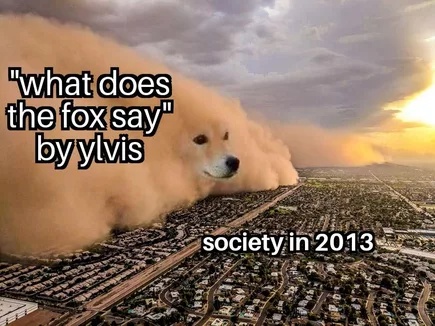 "what does
the fox say"
by ylvis
society in 2013